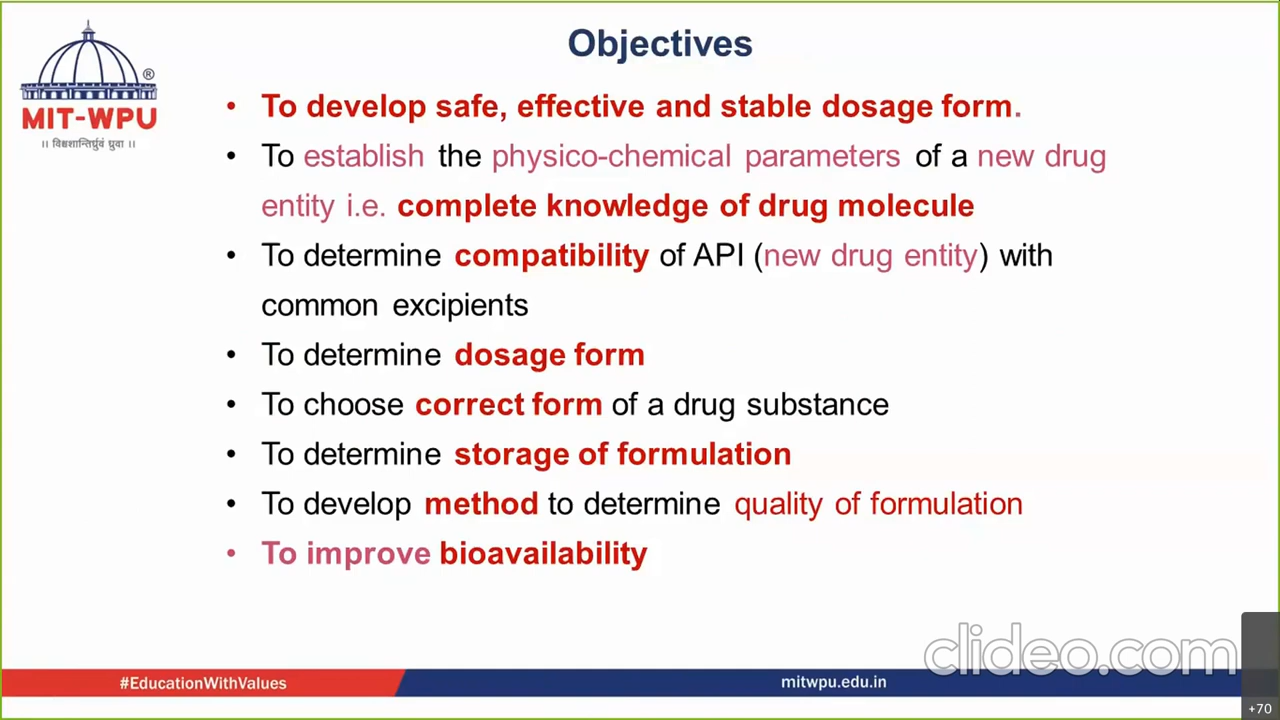 Objectives
®
MIT-WPU
।। विश्वशान्तिर्ध्रुवं ध्रुवा ।।
• To develop safe, effective and stable dosage form.
• To establish the physico-chemical parameters of a new drug
entity i.e. complete knowledge of drug molecule
• To determine compatibility of API (new drug entity) with
common excipients
• To determine dosage form
• To choose correct form of a drug substance
• To determine storage of formulation
• To develop method to determine quality of formulation
• To improve bioavailability
clideo.com
#EducationWithValues
mitwpu.edu.in
+70